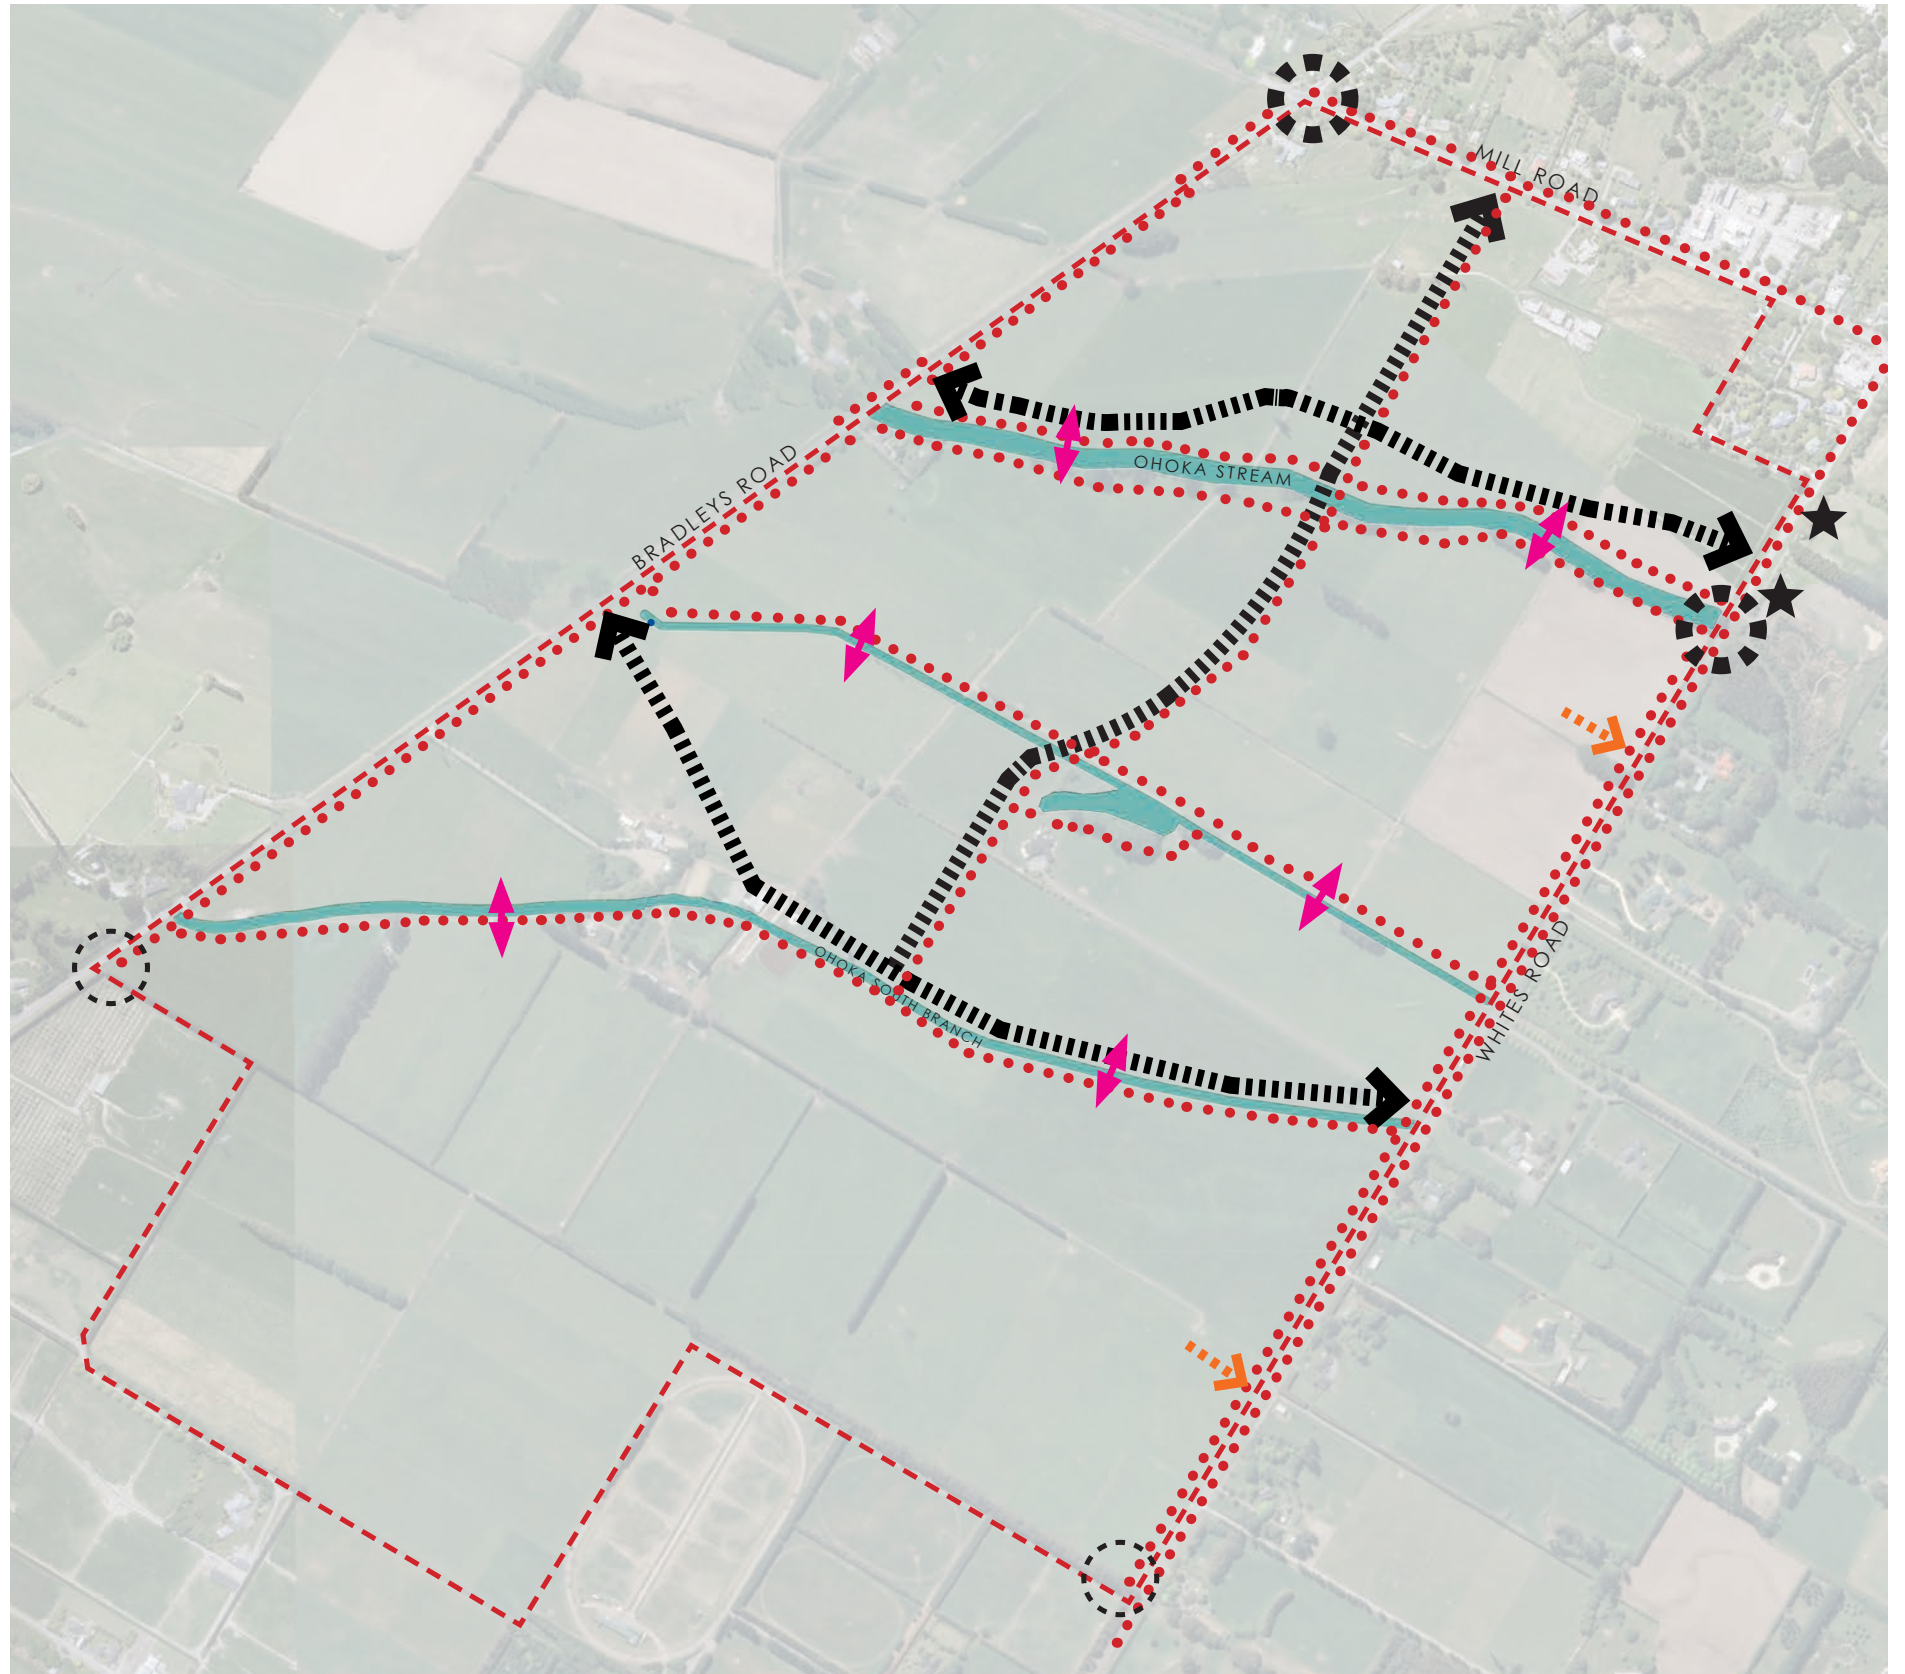 MILL ROAD
OHOKA STREAM
BRADLEYS ROAD
OHOKA SOUTH BRANCH
WHITES ROAD